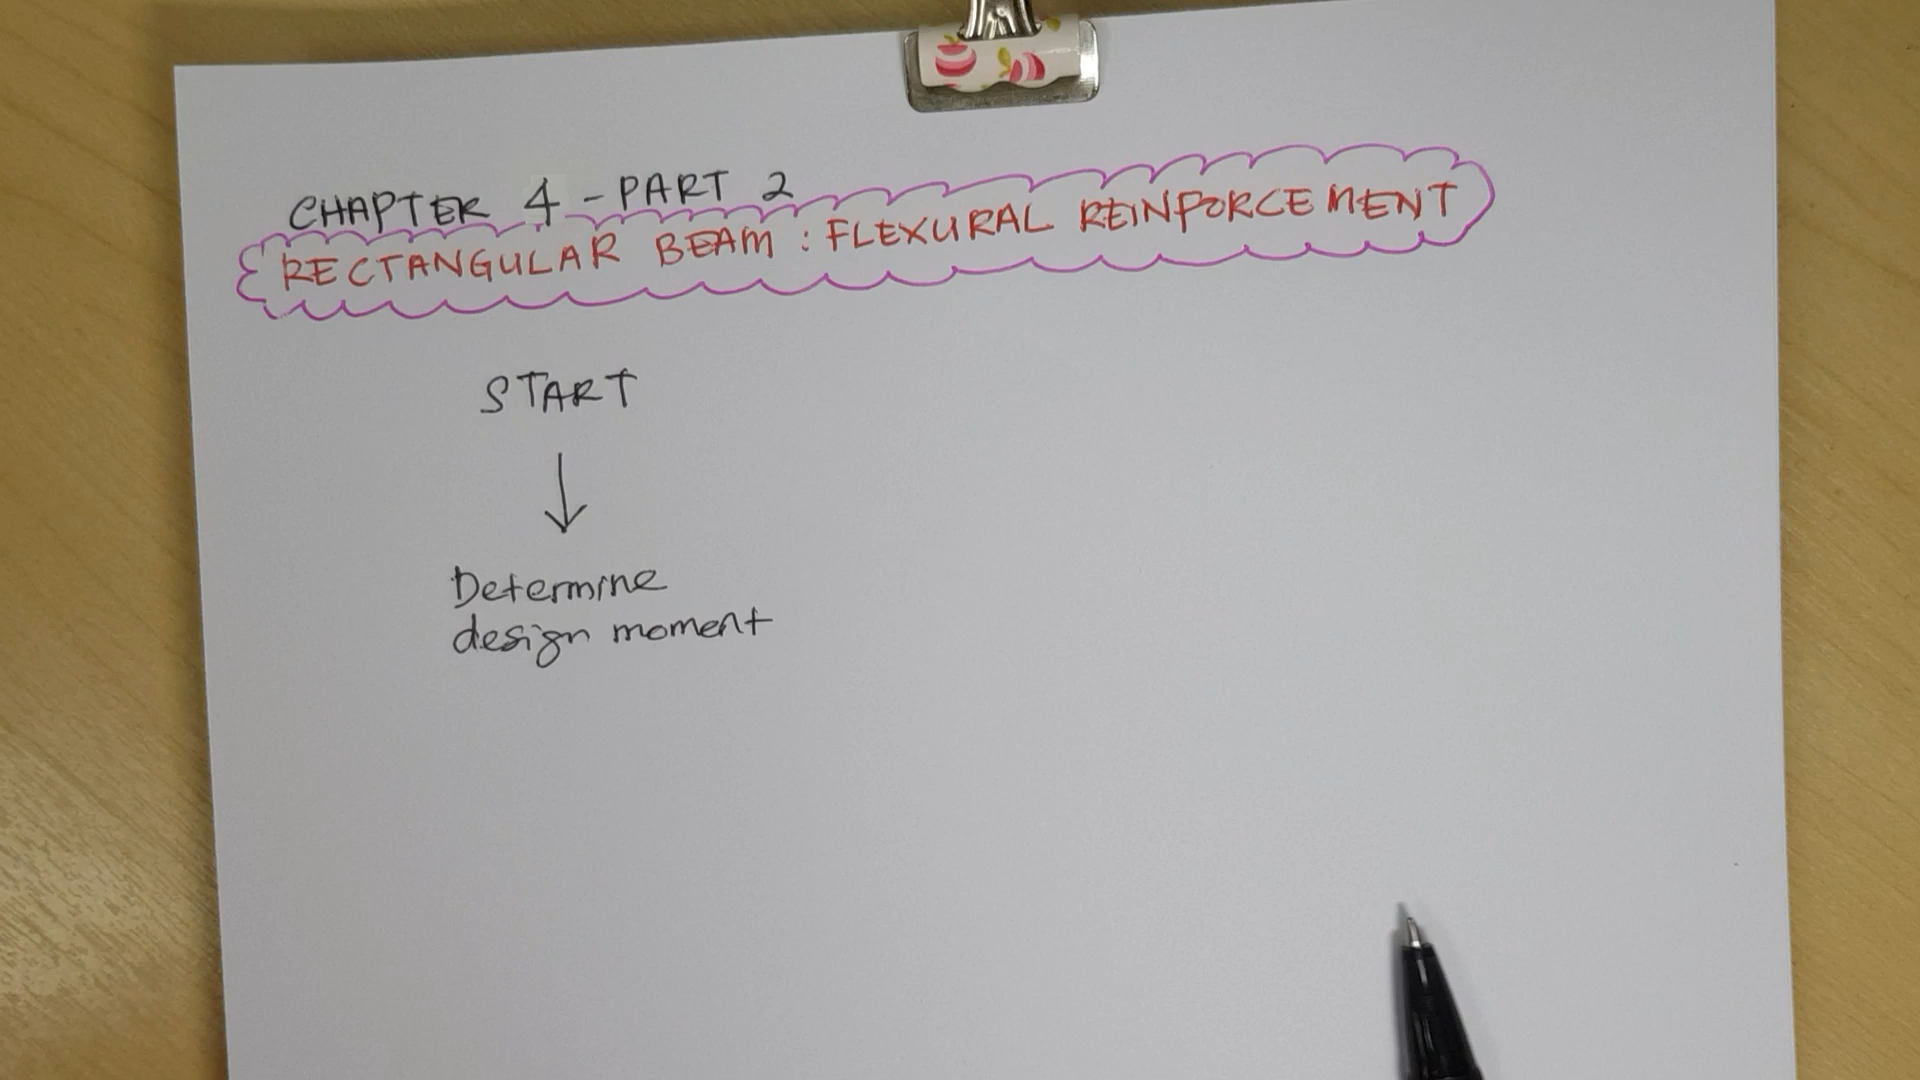 CHAPTER 4 - PART 2
RECTANGULAR BEAM : FLEXURAL REINFORCEMENT
START
Determine
design moment